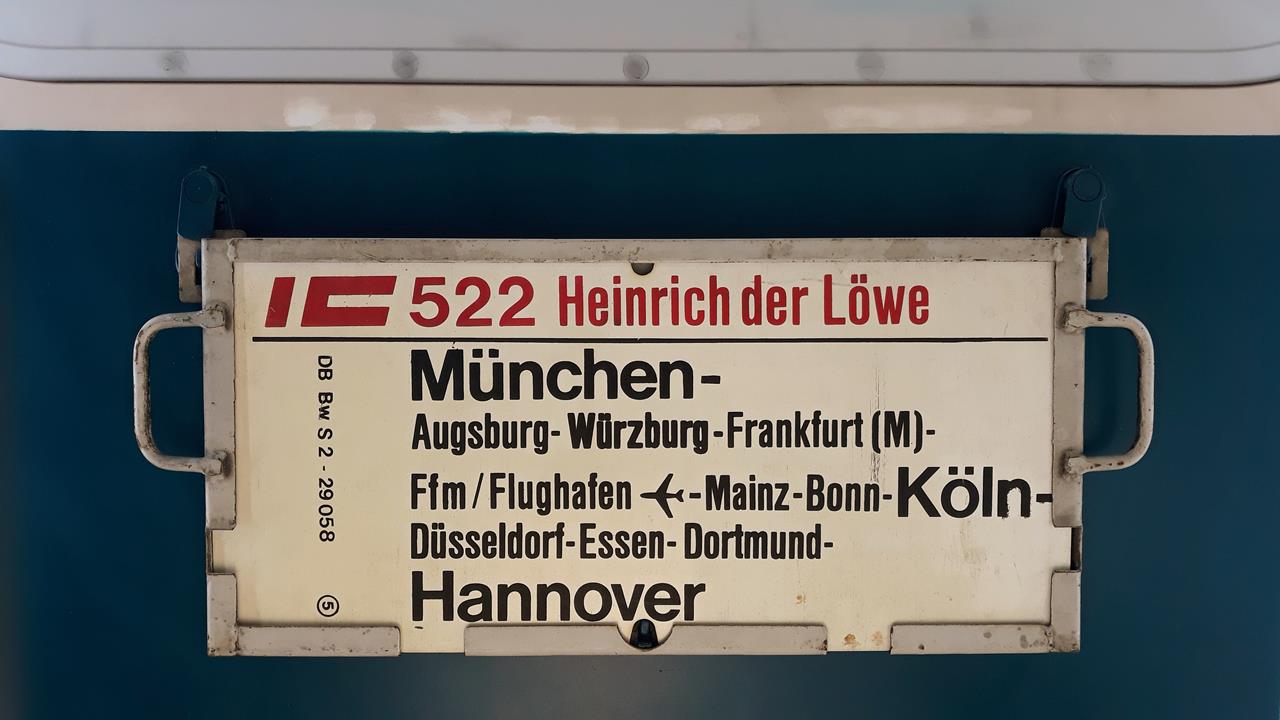 IC 522 Heinrich der Löwe
München-
Augsburg-Würzburg-Frankfurt (M)-
Ffm/Flughafen ✈-Mainz-Bonn-Köln-
Düsseldorf-Essen-Dortmund-
Hannover
DB Bw S 2 - 29058 ⑤